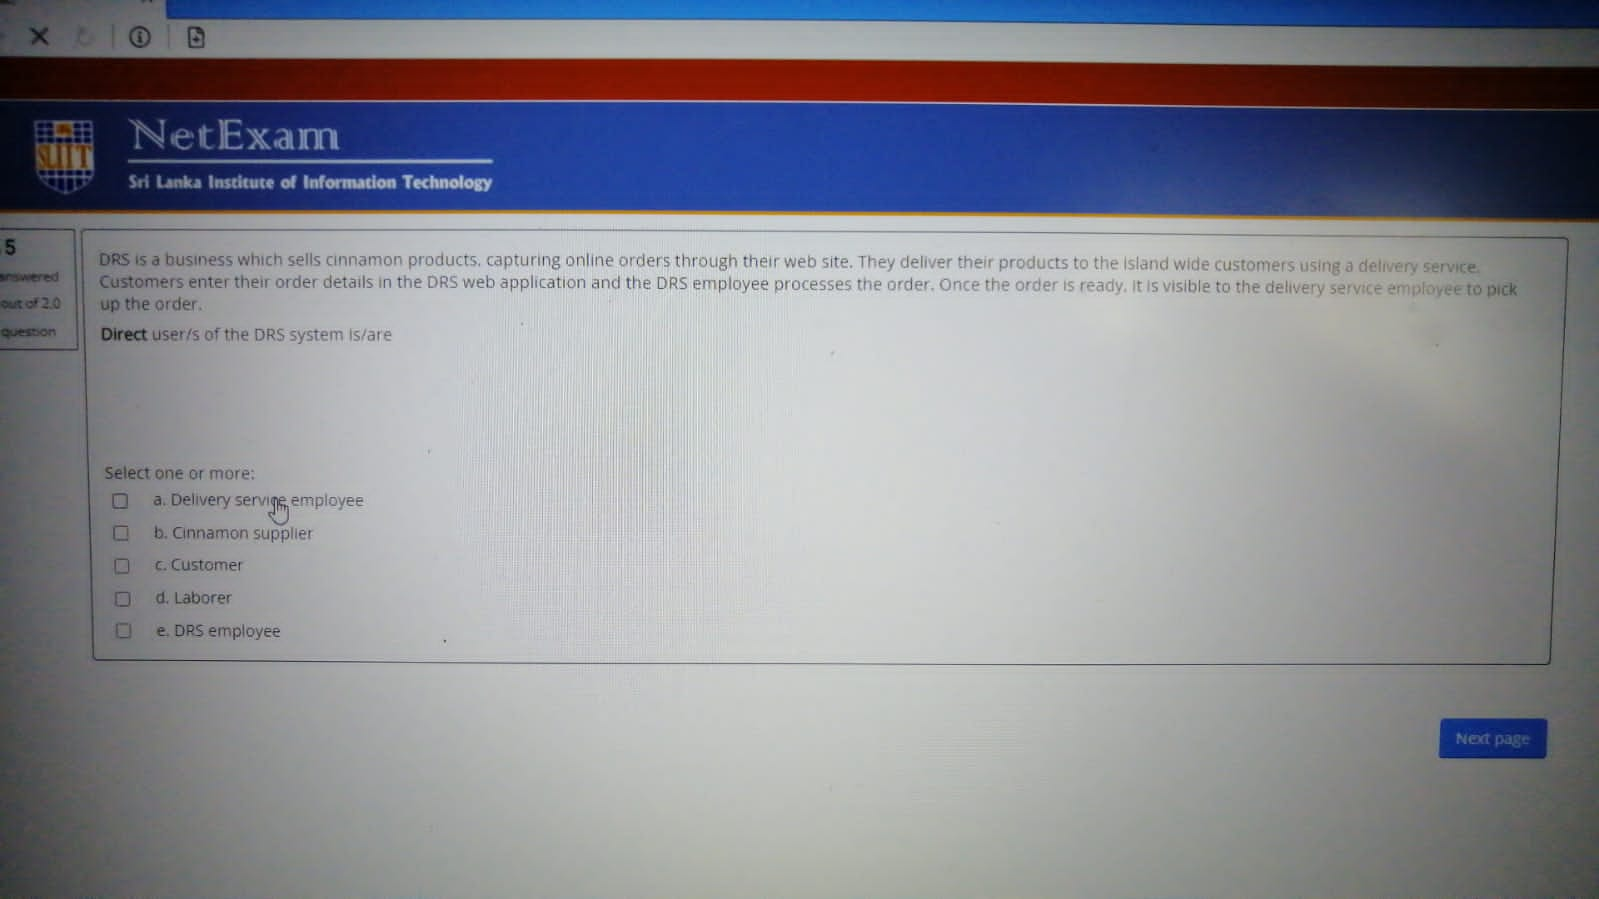 NetExam
SLIIT
Sri Lanka Institute of Information Technology
5
answered
out of 2.0
question
DRS is a business which sells cinnamon products, capturing online orders through their web site. They deliver their products to the island wide customers using a delivery service.
Customers enter their order details in the DRS web application and the DRS employee processes the order. Once the order is ready, it is visible to the delivery service employee to pick
up the order.
Direct user/s of the DRS system is/are
Select one or more:
a. Delivery service employee
b. Cinnamon supplier
c. Customer
d. Laborer
e. DRS employee
Next page